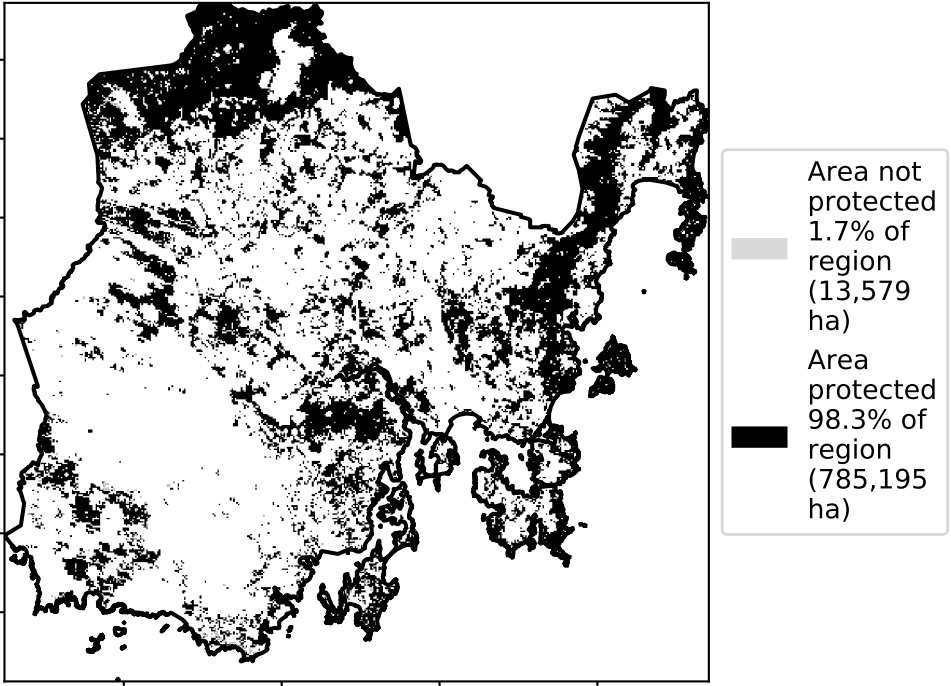 Area not
protected
1.7% of
region
(13,579
ha)
Area
protected
98.3% of
region
(785,195
ha)